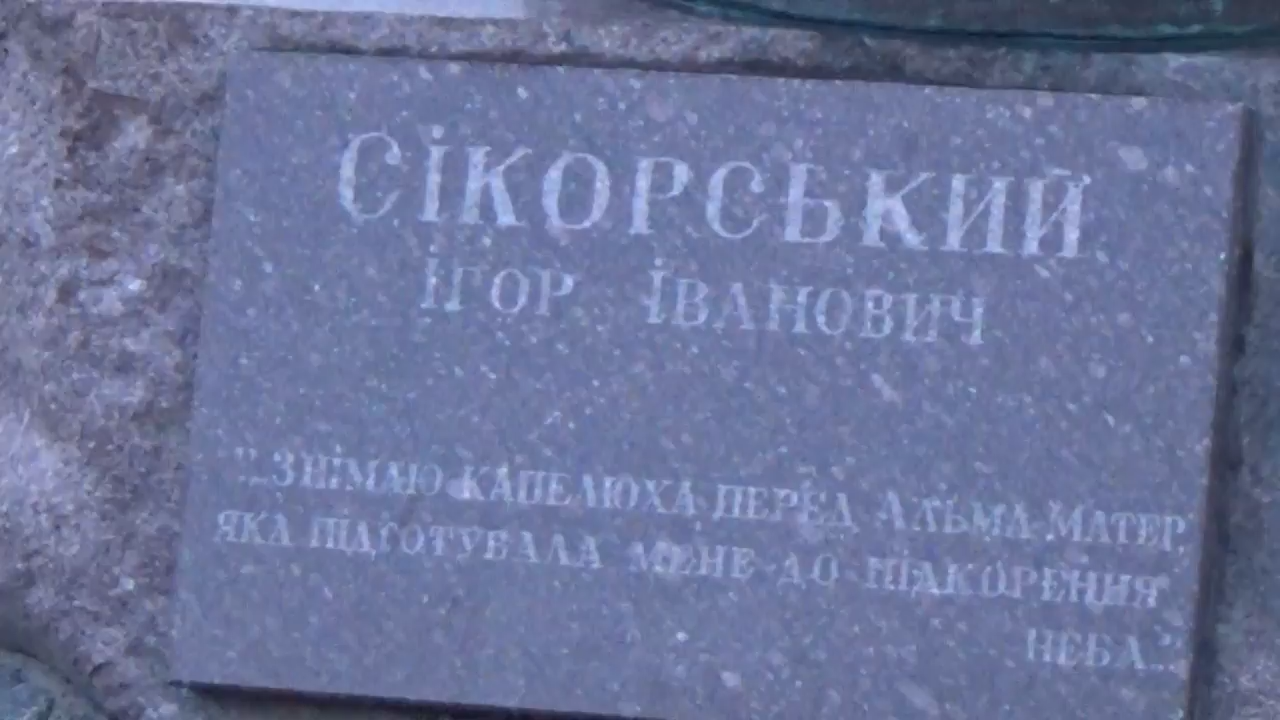 СІКОРСЬКИЙ
ІГОР ІВАНОВИЧ
"...ЗНІМАЮ КАПЕЛЮХА ПЕРЕД АЛЬМА МАТЕР,
ЯКА ПІДГОТУВАЛА МЕНЕ ДО ПІДКОРЕННЯ
НЕБА."